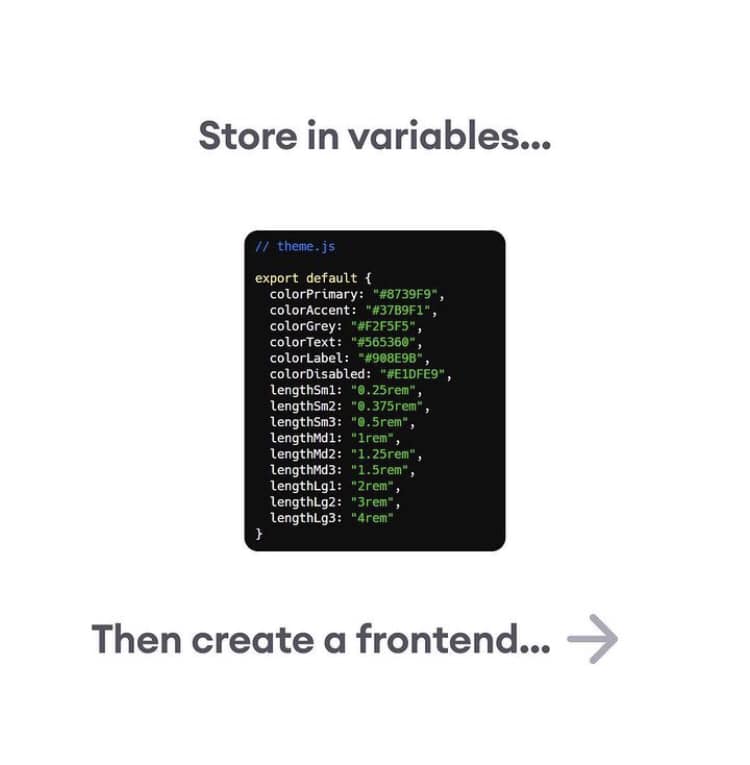 Store in variables...
// theme.js
export default {
colorPrimary: "#8739F9",
colorAccent: "#37B9F1",
colorGrey: "#F2F5F5",
colorText: "#565360",
colorLabel: "#908E9B",
colorDisabled: "#E1DFE9",
lengthSm1: "0.25rem",
lengthSm2: "0.375rem",
lengthSm3: "0.5rem",
lengthMd1: "1rem",
lengthMd2: "1.25rem",
lengthMd3: "1.5rem",
lengthLg1: "2rem",
lengthLg2: "3rem",
lengthLg3: "4rem"
}
Then create a frontend...